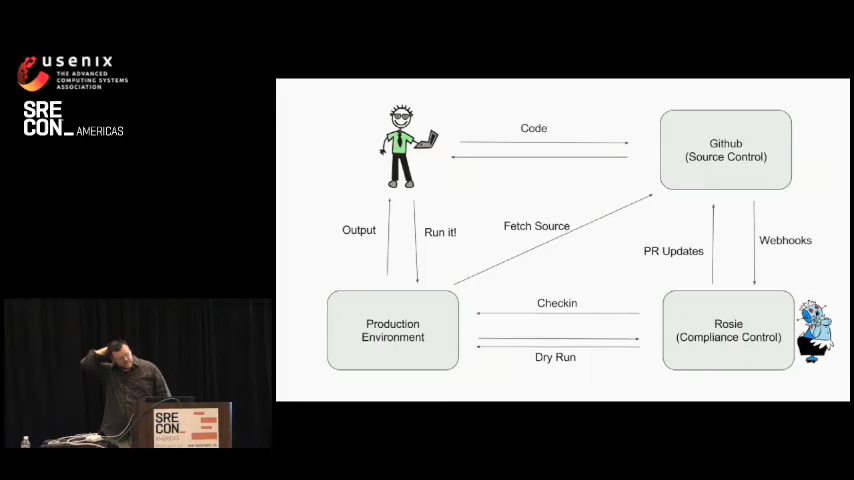 usenix
THE ADVANCED
COMPUTING SYSTEMS
ASSOCIATION
SRE
CON_AMERICAS
Code
Github
(Source Control)
Output
Run it!
Fetch Source
PR Updates
Webhooks
Production
Environment
Checkin
Dry Run
Rosie
(Compliance Control)
SRE
CON_
AMERICAS